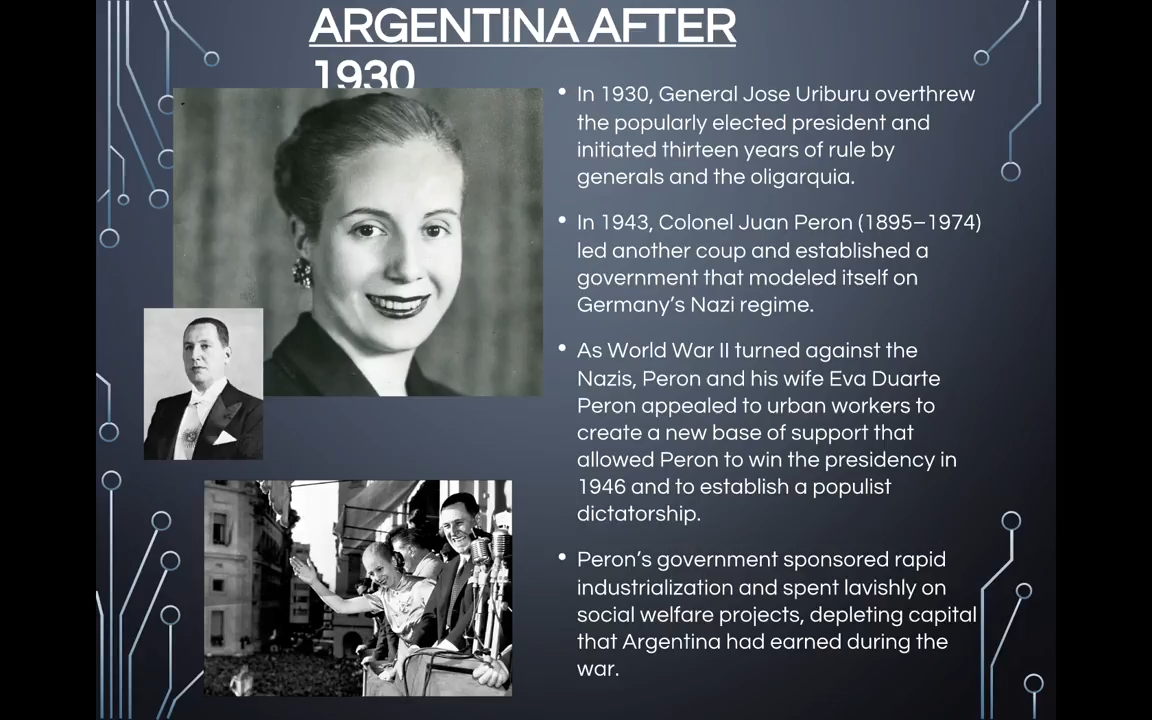 ARGENTINA AFTER
1930
• In 1930, General Jose Uriburu overthrew
the popularly elected president and
initiated thirteen years of rule by
generals and the oligarquia.
• In 1943, Colonel Juan Peron (1895–1974)
led another coup and established a
government that modeled itself on
Germany's Nazi regime.
• As World War II turned against the
Nazis, Peron and his wife Eva Duarte
Peron appealed to urban workers to
create a new base of support that
allowed Peron to win the presidency in
1946 and to establish a populist
dictatorship.
• Peron's government sponsored rapid
industrialization and spent lavishly on
social welfare projects, depleting capital
that Argentina had earned during the
war.